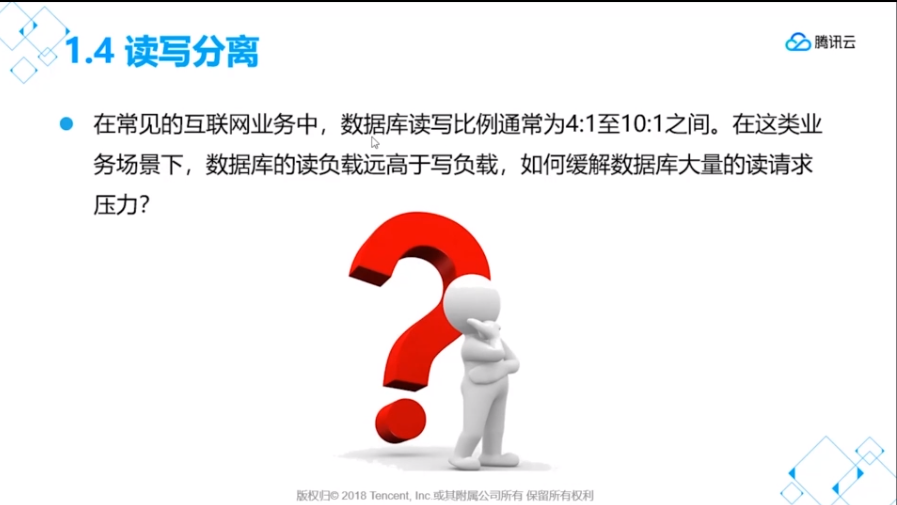 1.4 读写分离
腾讯云
在常见的互联网业务中，数据库读写比例通常为4:1至10:1之间。在这类业
务场景下，数据库的读负载远高于写负载，如何缓解数据库大量的读请求
压力？
版权归© 2018 Tencent, Inc.或其附属公司所有 保留所有权利